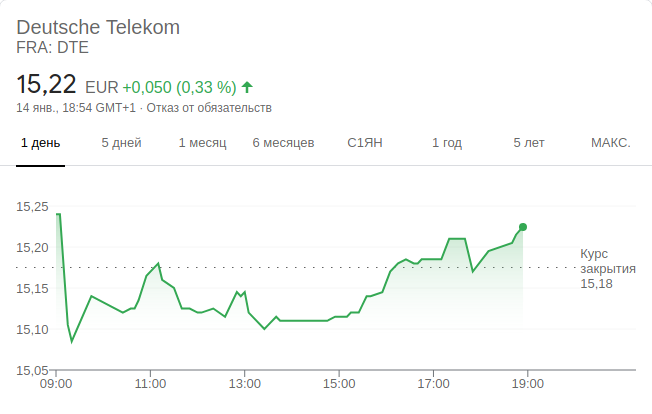 Deutsche Telekom
FRA: DTE
15,22 EUR +0,050 (0,33 %)
14 янв., 18:54 GMT+1 · Отказ от обязательств
1 день 5 дней 1 месяц 6 месяцев С1ЯН 1 год 5 лет МАКС.
15,25
15,20
Курс
закрытия
15,15
15,18
15,10
15,05
09:00 11:00 13:00 15:00 17:00 19:00